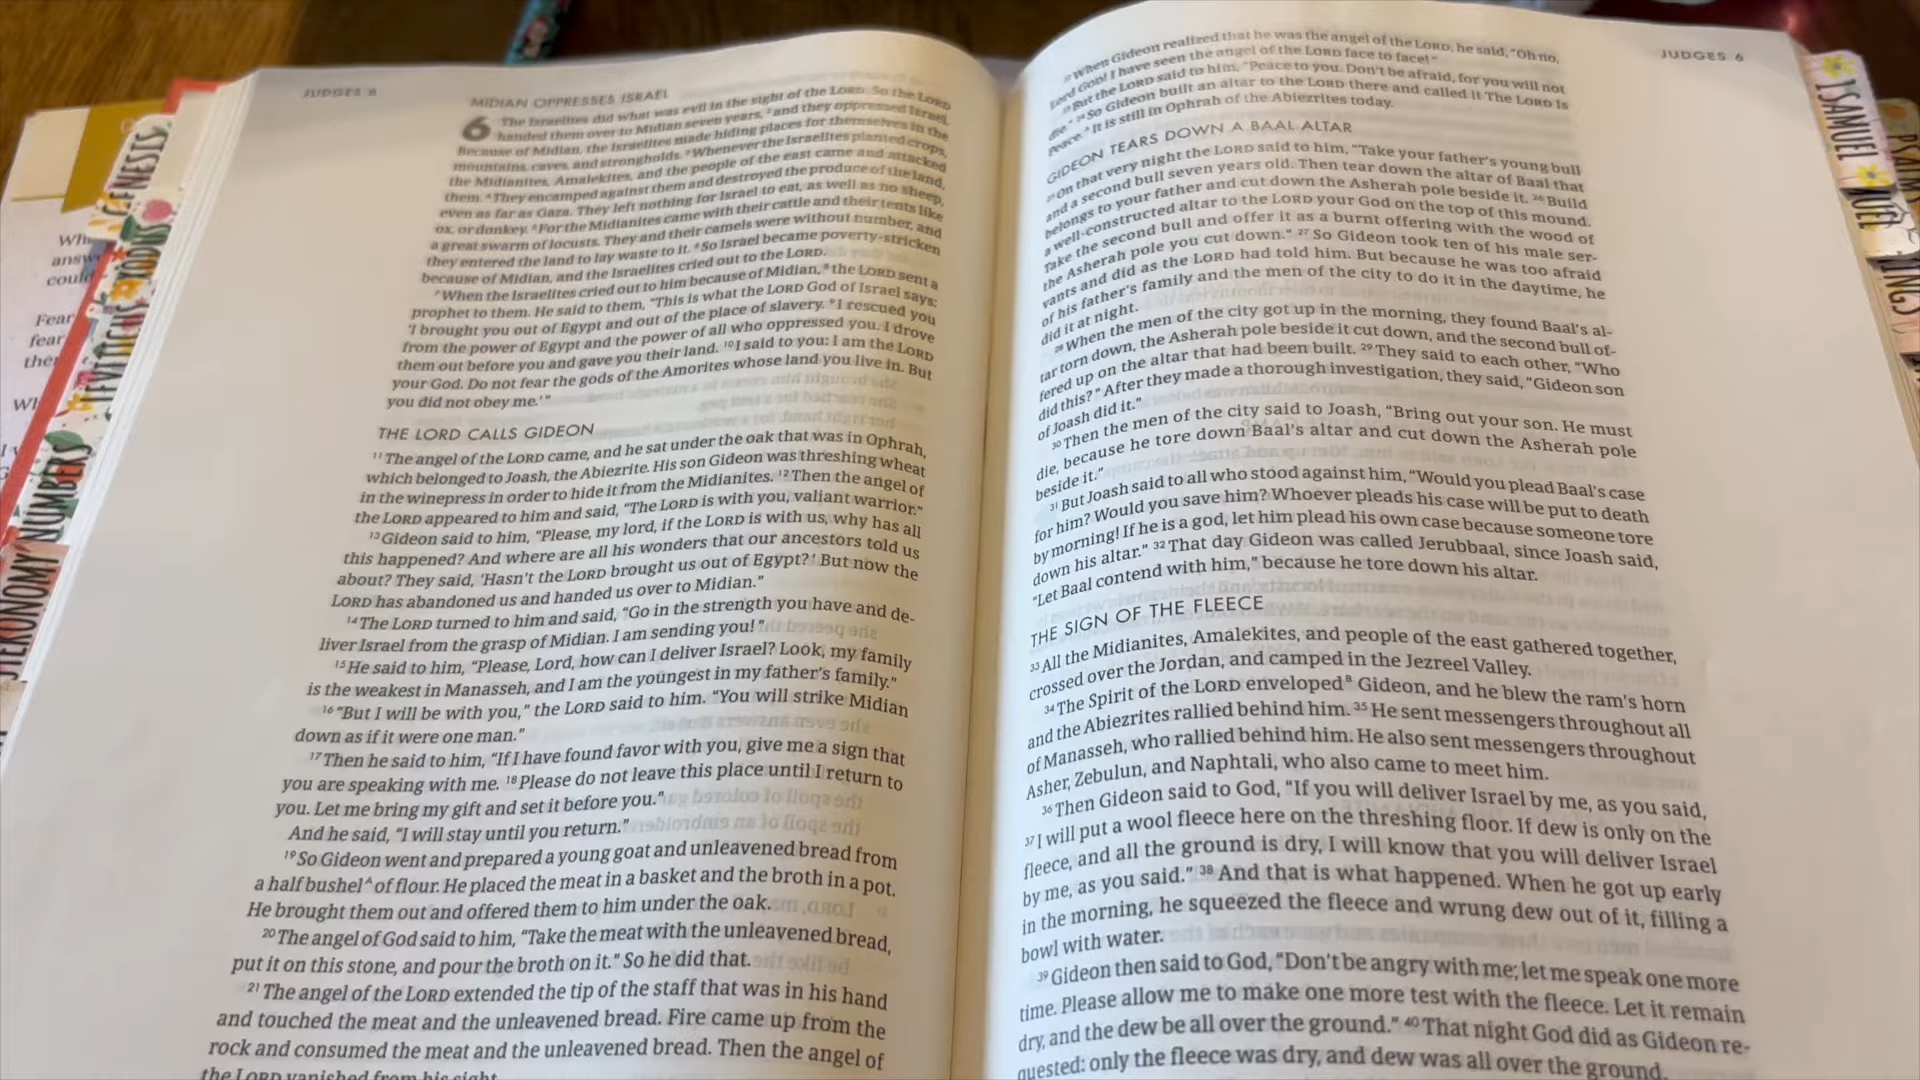 JUDGES 6
MIDIAN OPPRESSES ISRAEL
6 The Israelites did what was evil in the sight of the LORD. So the LORD
handed them over to Midian seven years, ² and they oppressed Israel.
Because of Midian, the Israelites made hiding places for themselves in the
mountains, caves, and strongholds. ³ Whenever the Israelites planted crops,
the Midianites, Amalekites, and the people of the east came and attacked
them. ⁴ They encamped against them and destroyed the produce of the land,
even as far as Gaza. They left nothing for Israel to eat, as well as no sheep,
ox, or donkey. ⁵ For the Midianites came with their cattle and their tents like
a great swarm of locusts. They and their camels were without number, and
they entered the land to lay waste to it. ⁶ So Israel became poverty-stricken
because of Midian, and the Israelites cried out to the LORD.
⁷ When the Israelites cried out to him because of Midian, ⁸ the LORD sent a
prophet to them. He said to them, “This is what the LORD God of Israel says:
‘I brought you out of Egypt and out of the place of slavery. ⁹ I rescued you
from the power of Egypt and the power of all who oppressed you. I drove
them out before you and gave you their land. ¹⁰ I said to you: I am the LORD
your God. Do not fear the gods of the Amorites whose land you live in. But
you did not obey me.’”
THE LORD CALLS GIDEON
¹¹ The angel of the LORD came, and he sat under the oak that was in Ophrah,
which belonged to Joash, the Abiezrite. His son Gideon was threshing wheat
in the winepress in order to hide it from the Midianites. ¹² Then the angel of
the LORD appeared to him and said, “The LORD is with you, valiant warrior.”
¹³ Gideon said to him, “Please, my lord, if the LORD is with us, why has all
this happened? And where are all his wonders that our ancestors told us
about? They said, ‘Hasn't the LORD brought us out of Egypt?’ But now the
LORD has abandoned us and handed us over to Midian.”
¹⁴ The LORD turned to him and said, “Go in the strength you have and de-
liver Israel from the grasp of Midian. I am sending you!”
¹⁵ He said to him, “Please, Lord, how can I deliver Israel? Look, my family
is the weakest in Manasseh, and I am the youngest in my father's family.”
¹⁶ “But I will be with you,” the LORD said to him. “You will strike Midian
down as if it were one man.”
¹⁷ Then he said to him, “If I have found favor with you, give me a sign that
you are speaking with me. ¹⁸ Please do not leave this place until I return to
you. Let me bring my gift and set it before you.”
And he said, “I will stay until you return.”
¹⁹ So Gideon went and prepared a young goat and unleavened bread from
a half bushel ᴬ of flour. He placed the meat in a basket and the broth in a pot.
He brought them out and offered them to him under the oak.
²⁰ The angel of God said to him, “Take the meat with the unleavened bread,
put it on this stone, and pour the broth on it.” So he did that.
²¹ The angel of the LORD extended the tip of the staff that was in his hand
and touched the meat and the unleavened bread. Fire came up from the
rock and consumed the meat and the unleavened bread. Then the angel of
the LORD vanished from his sight.
JUDGES 6
²² When Gideon realized that he was the angel of the LORD, he said, “Oh no,
Lord GOD! I have seen the angel of the LORD face to face!”
²³ But the LORD said to him, “Peace to you. Don't be afraid, for you will not
die.” ²⁴ So Gideon built an altar to the LORD there and called it The LORD Is
Peace. ᴬ It is still in Ophrah of the Abiezrites today.
GIDEON TEARS DOWN A BAAL ALTAR
²⁵ On that very night the LORD said to him, “Take your father's young bull
and a second bull seven years old. Then tear down the altar of Baal that
belongs to your father and cut down the Asherah pole beside it. ²⁶ Build
a well-constructed altar to the LORD your God on the top of this mound.
Take the second bull and offer it as a burnt offering with the wood of
the Asherah pole you cut down.” ²⁷ So Gideon took ten of his male ser-
vants and did as the LORD had told him. But because he was too afraid
of his father's family and the men of the city to do it in the daytime, he
did it at night.
²⁸ When the men of the city got up in the morning, they found Baal's al-
tar torn down, the Asherah pole beside it cut down, and the second bull of-
fered up on the altar that had been built. ²⁹ They said to each other, “Who
did this?” After they made a thorough investigation, they said, “Gideon son
of Joash did it.”
³⁰ Then the men of the city said to Joash, “Bring out your son. He must
die, because he tore down Baal's altar and cut down the Asherah pole
beside it.”
³¹ But Joash said to all who stood against him, “Would you plead Baal's case
for him? Would you save him? Whoever pleads his case will be put to death
by morning! If he is a god, let him plead his own case because someone tore
down his altar.” ³² That day Gideon was called Jerubbaal, since Joash said,
“Let Baal contend with him,” because he tore down his altar.
THE SIGN OF THE FLEECE
³³ All the Midianites, Amalekites, and people of the east gathered together,
crossed over the Jordan, and camped in the Jezreel Valley.
³⁴ The Spirit of the LORD enveloped ᴮ Gideon, and he blew the ram's horn
and the Abiezrites rallied behind him. ³⁵ He sent messengers throughout all
of Manasseh, who rallied behind him. He also sent messengers throughout
Asher, Zebulun, and Naphtali, who also came to meet him.
³⁶ Then Gideon said to God, “If you will deliver Israel by me, as you said,
³⁷ I will put a wool fleece here on the threshing floor. If dew is only on the
fleece, and all the ground is dry, I will know that you will deliver Israel
by me, as you said.” ³⁸ And that is what happened. When he got up early
in the morning, he squeezed the fleece and wrung dew out of it, filling a
bowl with water.
³⁹ Gideon then said to God, “Don't be angry with me; let me speak one more
time. Please allow me to make one more test with the fleece. Let it remain
dry, and the dew be all over the ground.” ⁴⁰ That night God did as Gideon re-
quested: only the fleece was dry, and dew was all over the ground.
GENESIS
EXODUS
LEVITICUS
NUMBERS
1 SAMUEL